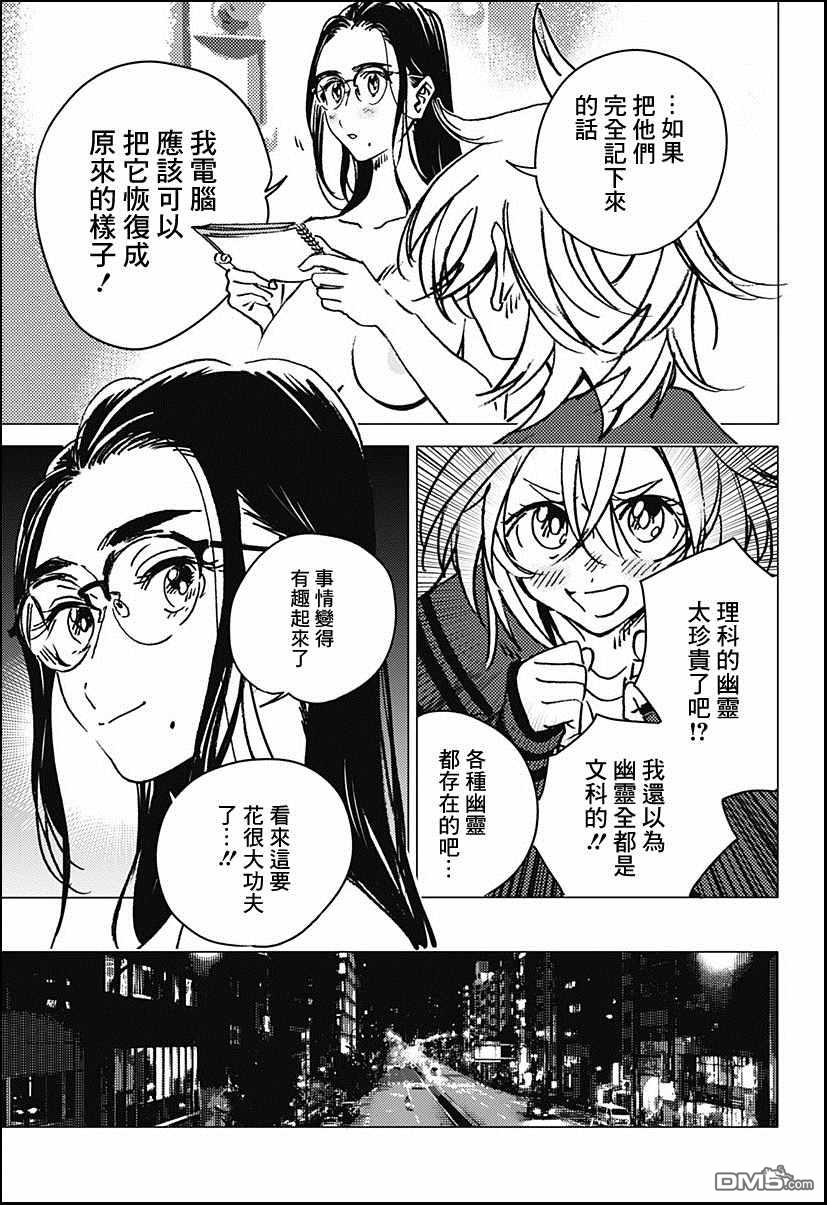 …如果
把他們
完全記下來
的話
我電腦
應該可以
把它恢復成
原來的樣子！
理科的幽靈
太珍貴了吧!?
我還以為
幽靈全都是
文科的!!
各種幽靈
都存在的吧…
事情變得
有趣起來了
看來這要
花很大功夫
了…!!
DM5.com